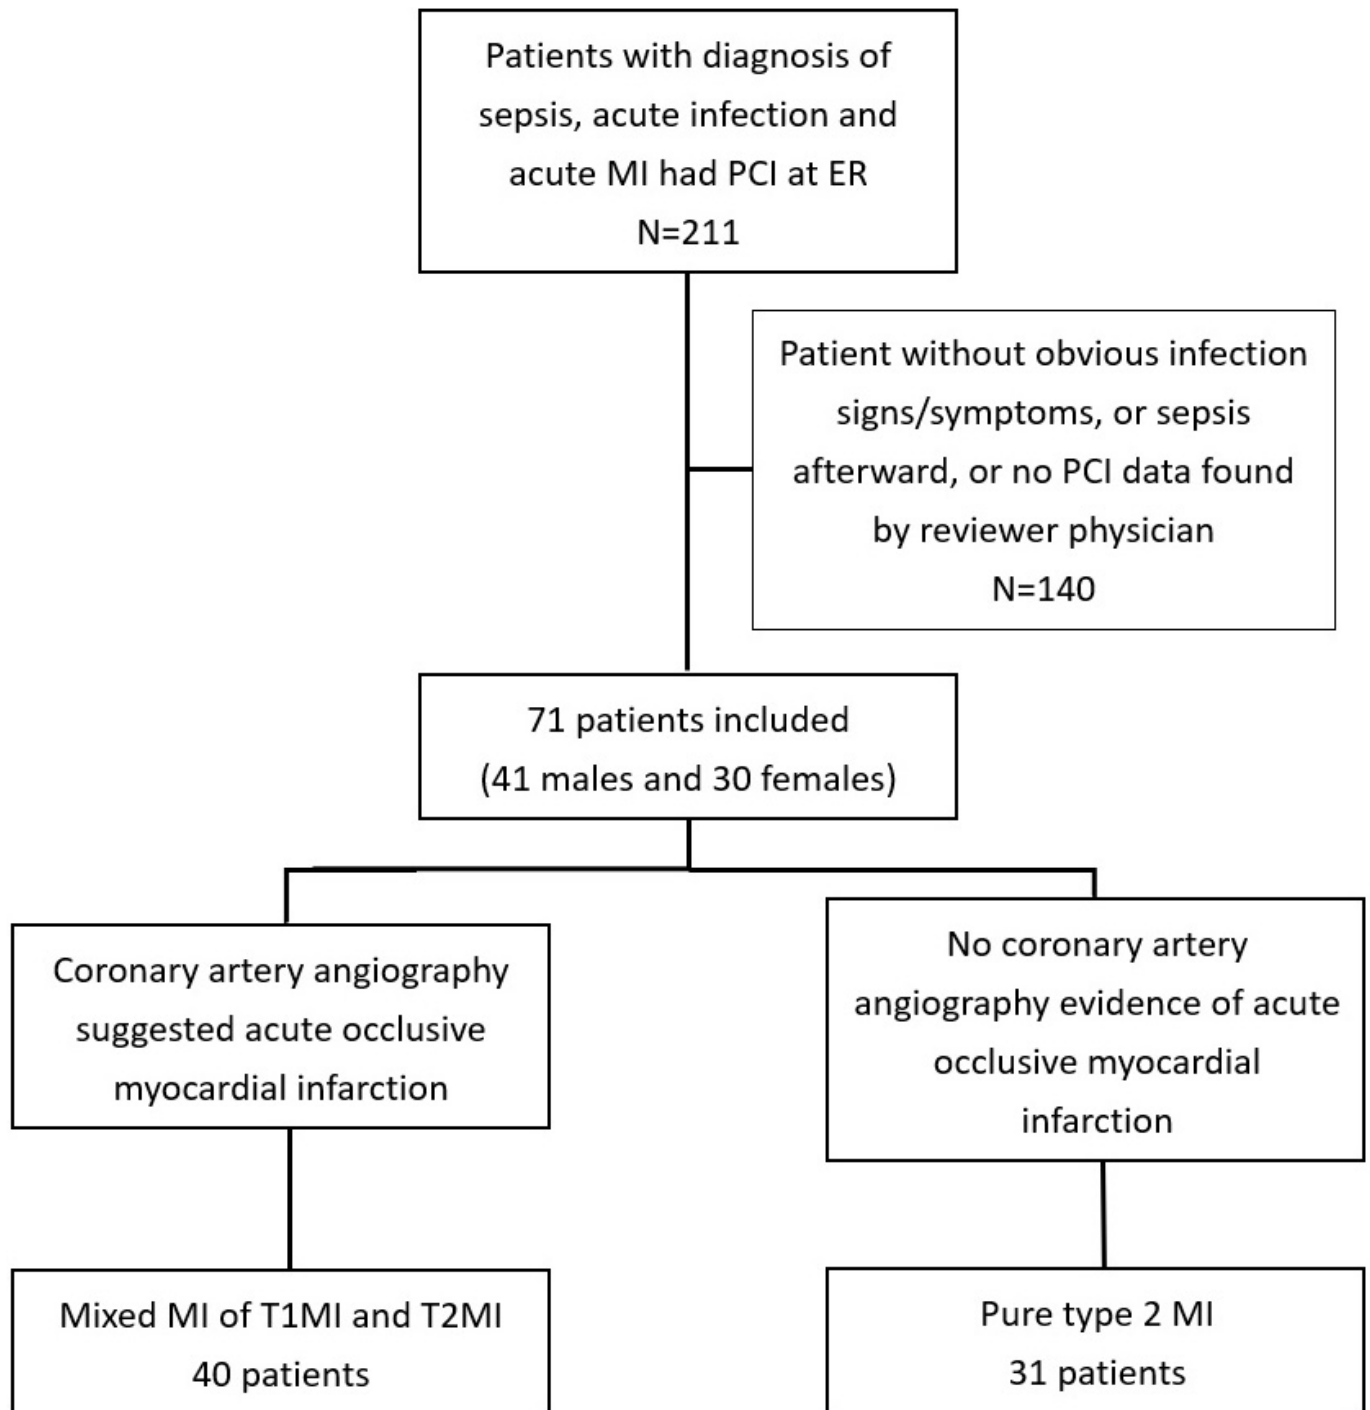 Patients with diagnosis of
sepsis, acute infection and
acute MI had PCI at ER
N=211
Patient without obvious infection
signs/symptoms, or sepsis
afterward, or no PCI data found
by reviewer physician
N=140
71 patients included
(41 males and 30 females)
Coronary artery angiography
suggested acute occlusive
myocardial infarction
No coronary artery
angiography evidence of acute
occlusive myocardial
infarction
Mixed MI of T1MI and T2MI
40 patients
Pure type 2 MI
31 patients